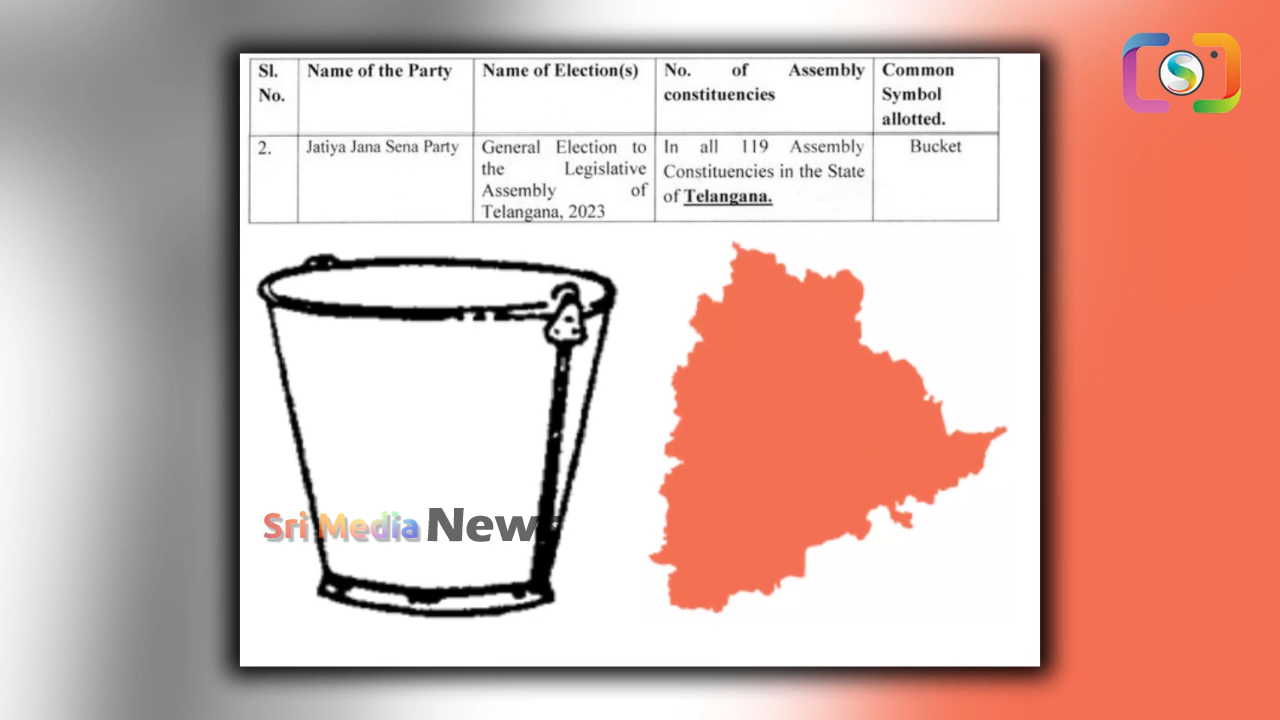 Sl. No. Name of the Party Name of Election(s) No. of Assembly constituencies Common Symbol allotted.
2. Jatiya Jana Sena Party General Election to the Legislative Assembly of Telangana, 2023 In all 119 Assembly Constituencies in the State of Telangana. Bucket
Sri Media News
S